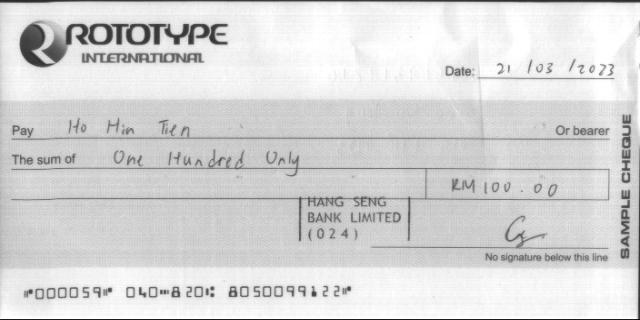 ROTOTYPE
INTERNATIONAL
Date: 21 / 03 / 2023
Pay Ho Min Tien Or bearer
The sum of One Hundred Only
RM 100.00
HANG SENG
BANK LIMITED
(024)
No signature below this line
SAMPLE CHEQUE
⑈000059⑈ 040⑉820⑆ 8050099122⑈